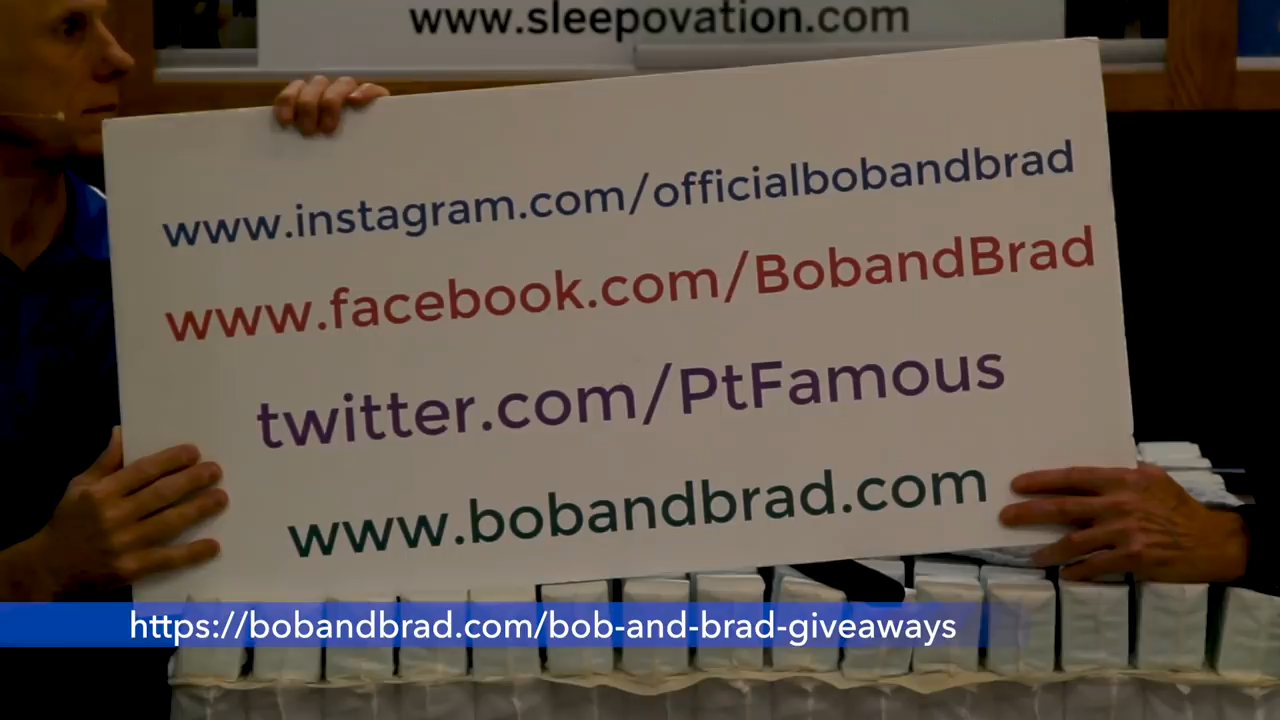 www.sleepovation.com
www.instagram.com/officialbobandbrad
www.facebook.com/BobandBrad
twitter.com/PtFamous
www.bobandbrad.com
https://bobandbrad.com/bob-and-brad-giveaways